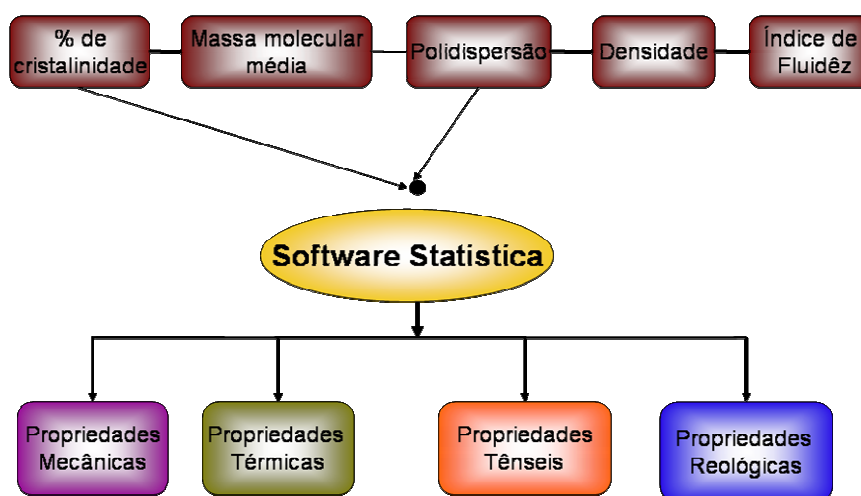 % de
cristalinidade
Massa molecular
média
Polidispersão
Densidade
Índice de
Fluidêz
Software Statistica
Propriedades
Mecânicas
Propriedades
Térmicas
Propriedades
Tênseis
Propriedades
Reológicas